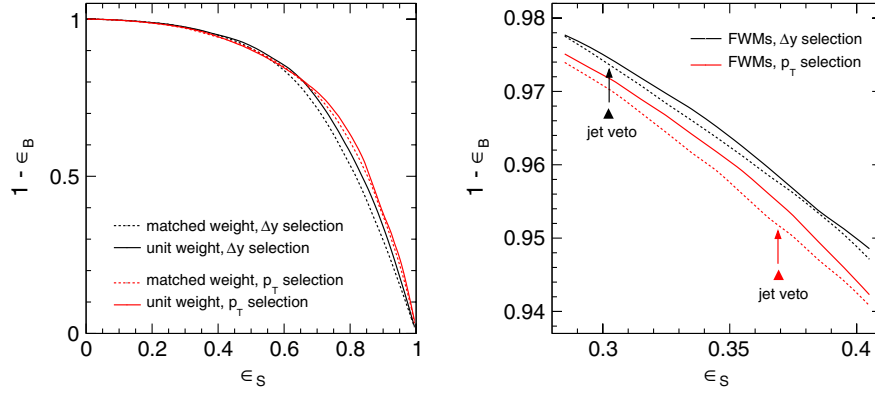 1
0.5
0
1 - ϵ_B
matched weight, Δy selection
unit weight, Δy selection
matched weight, p_T selection
unit weight, p_T selection
0 0.2 0.4 0.6 0.8 1
ϵ_S
0.98
0.97
0.96
0.95
0.94
1 - ϵ_B
FWMs, Δy selection
FWMs, p_T selection
jet veto
jet veto
0.3 0.35 0.4
ϵ_S